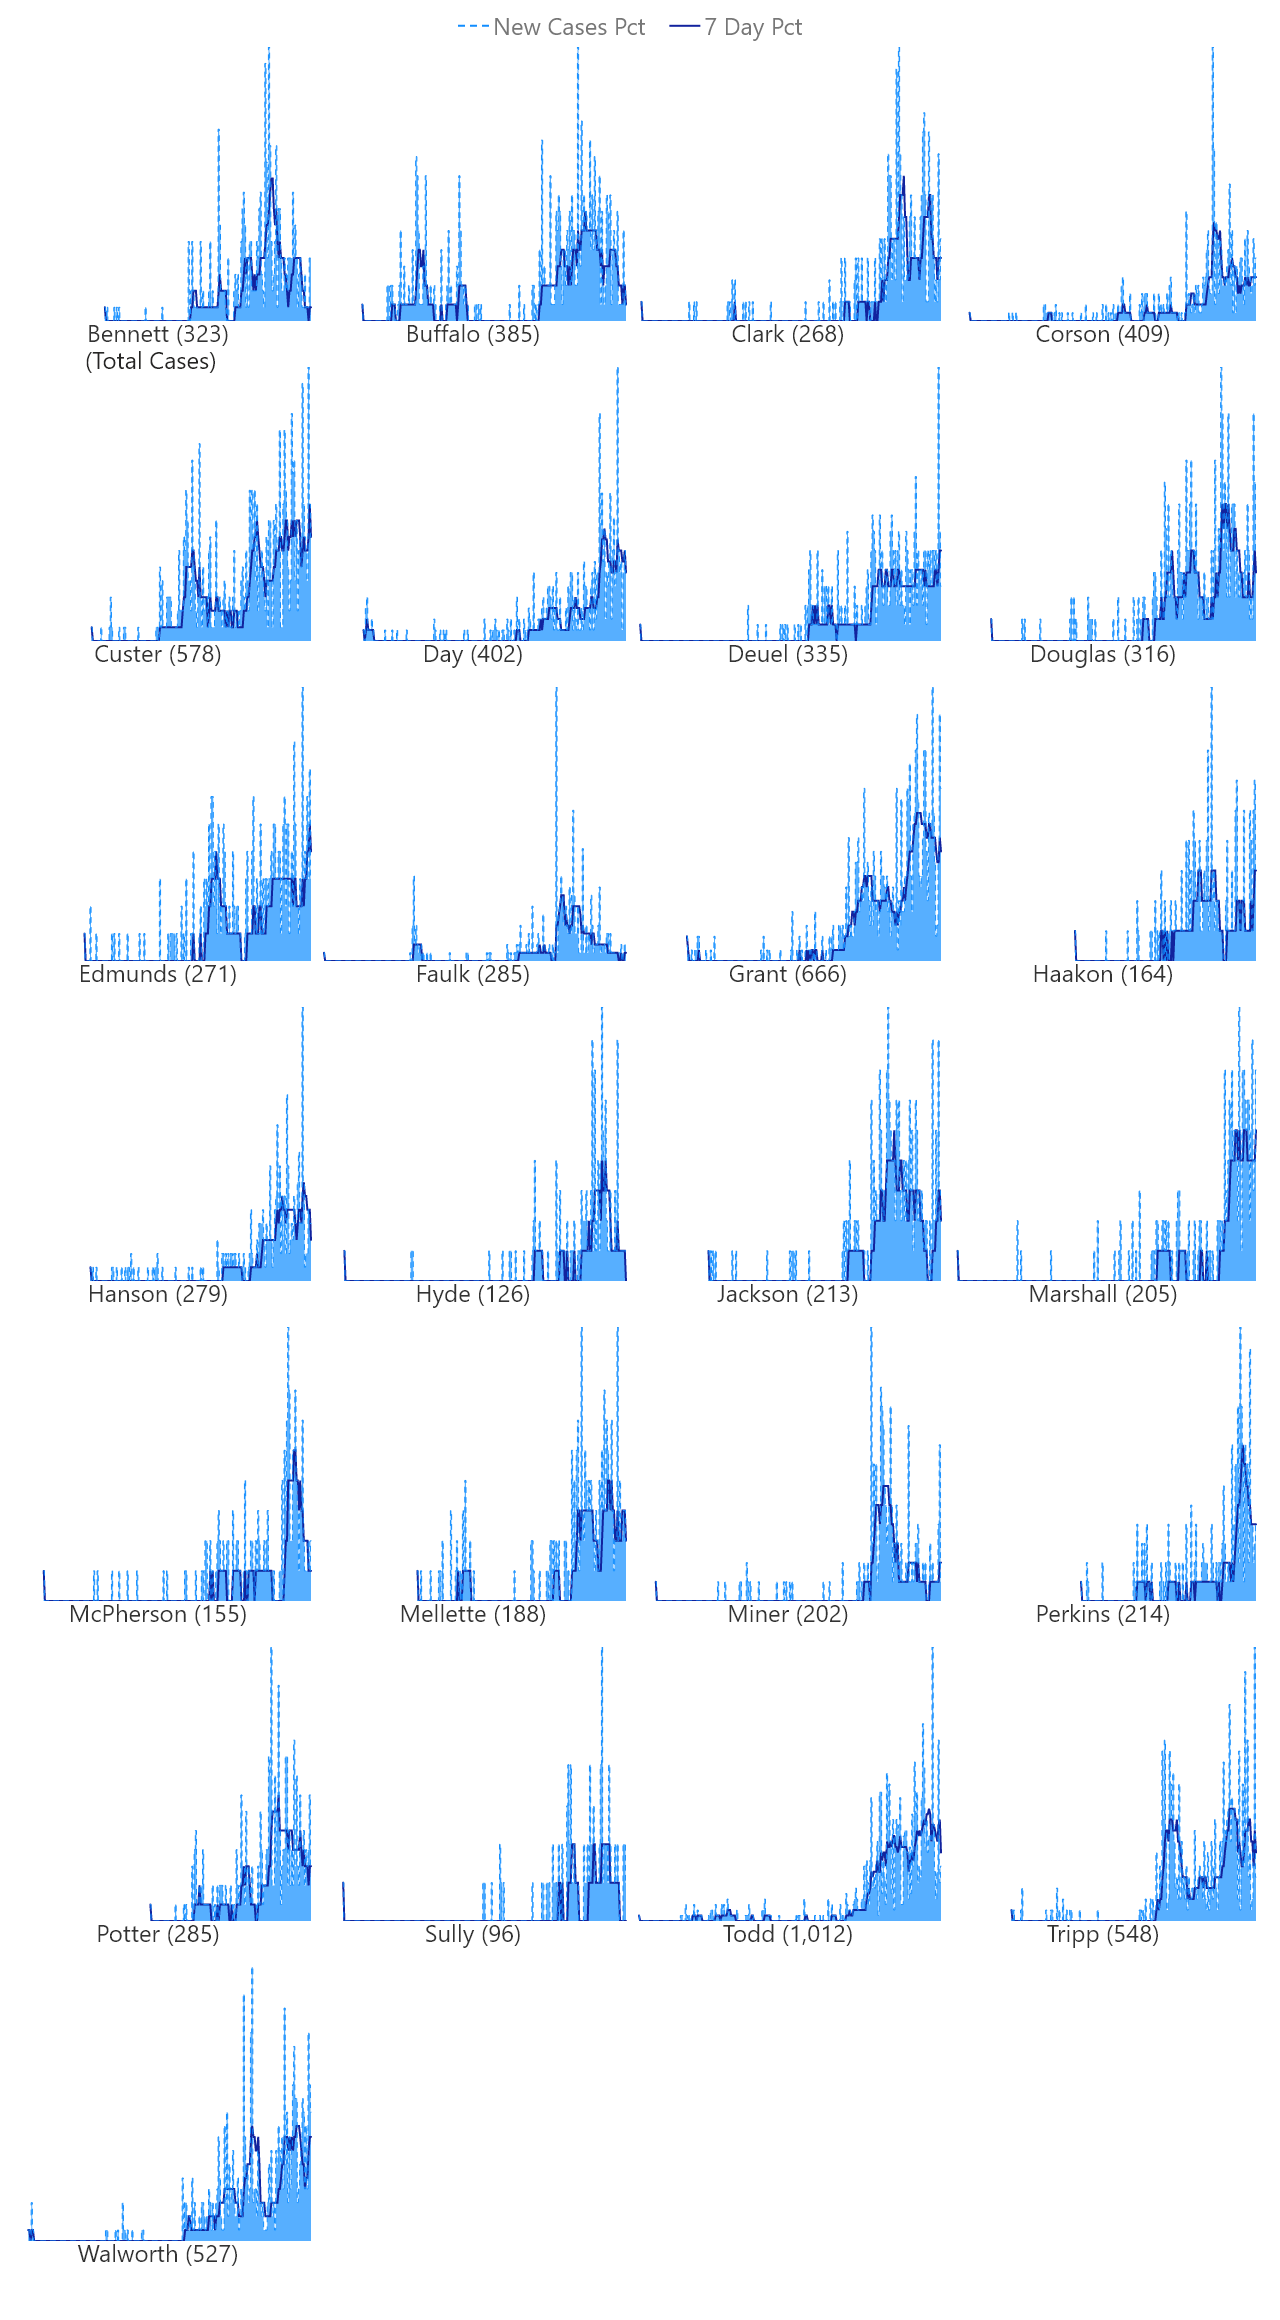 New Cases Pct 7 Day Pct
Bennett (323) Buffalo (385) Clark (268) Corson (409)
(Total Cases)
Custer (578) Day (402) Deuel (335) Douglas (316)
Edmunds (271) Faulk (285) Grant (666) Haakon (164)
Hanson (279) Hyde (126) Jackson (213) Marshall (205)
McPherson (155) Mellette (188) Miner (202) Perkins (214)
Potter (285) Sully (96) Todd (1,012) Tripp (548)
Walworth (527)